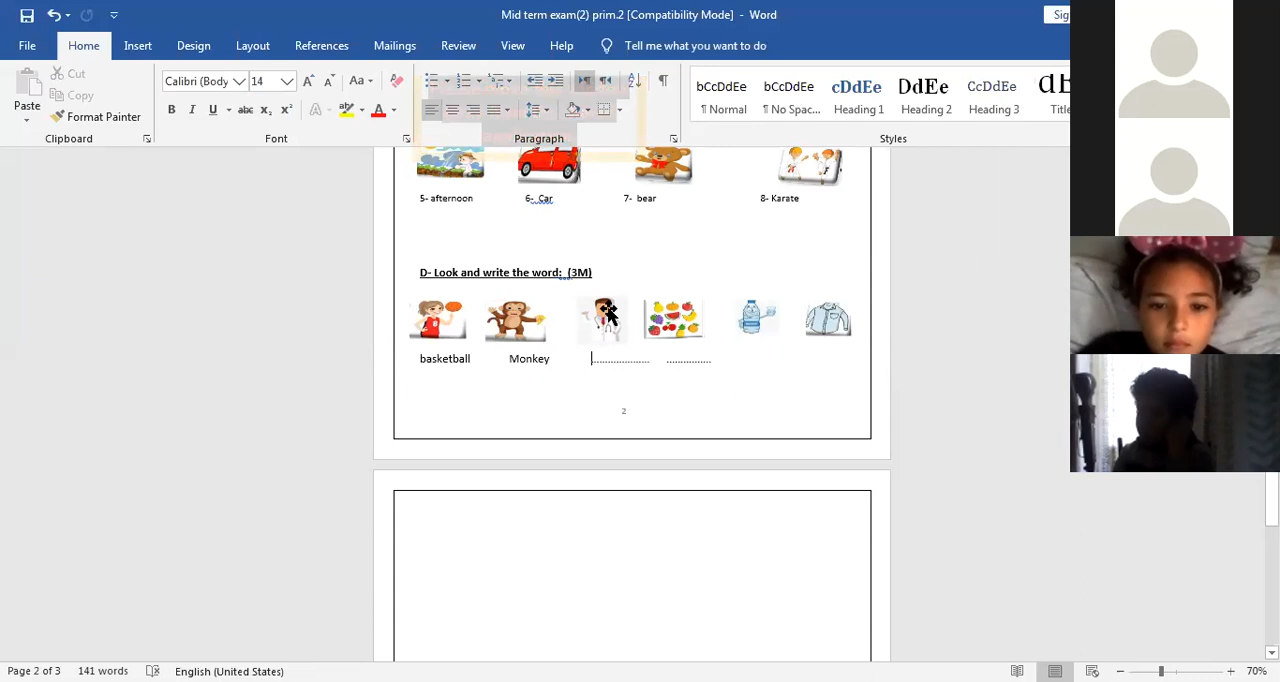 Mid term exam(2) prim.2 [Compatibility Mode] - Word
Sig
File Home Insert Design Layout References Mailings Review View Help Tell me what you want to do
Paste
Cut
Copy
Format Painter
Clipboard
Calibri (Body 14
Font
Paragraph
bCcDdEe bCcDdEe cDdEe DdEe CcDdEe dE
¶ Normal ¶ No Spac... Heading 1 Heading 2 Heading 3 Title
Styles
5- afternoon 6- Car 7- bear 8- Karate
D- Look and write the word: (3M)
basketball Monkey .................... ................
2
Page 2 of 3 141 words English (United States) 70%